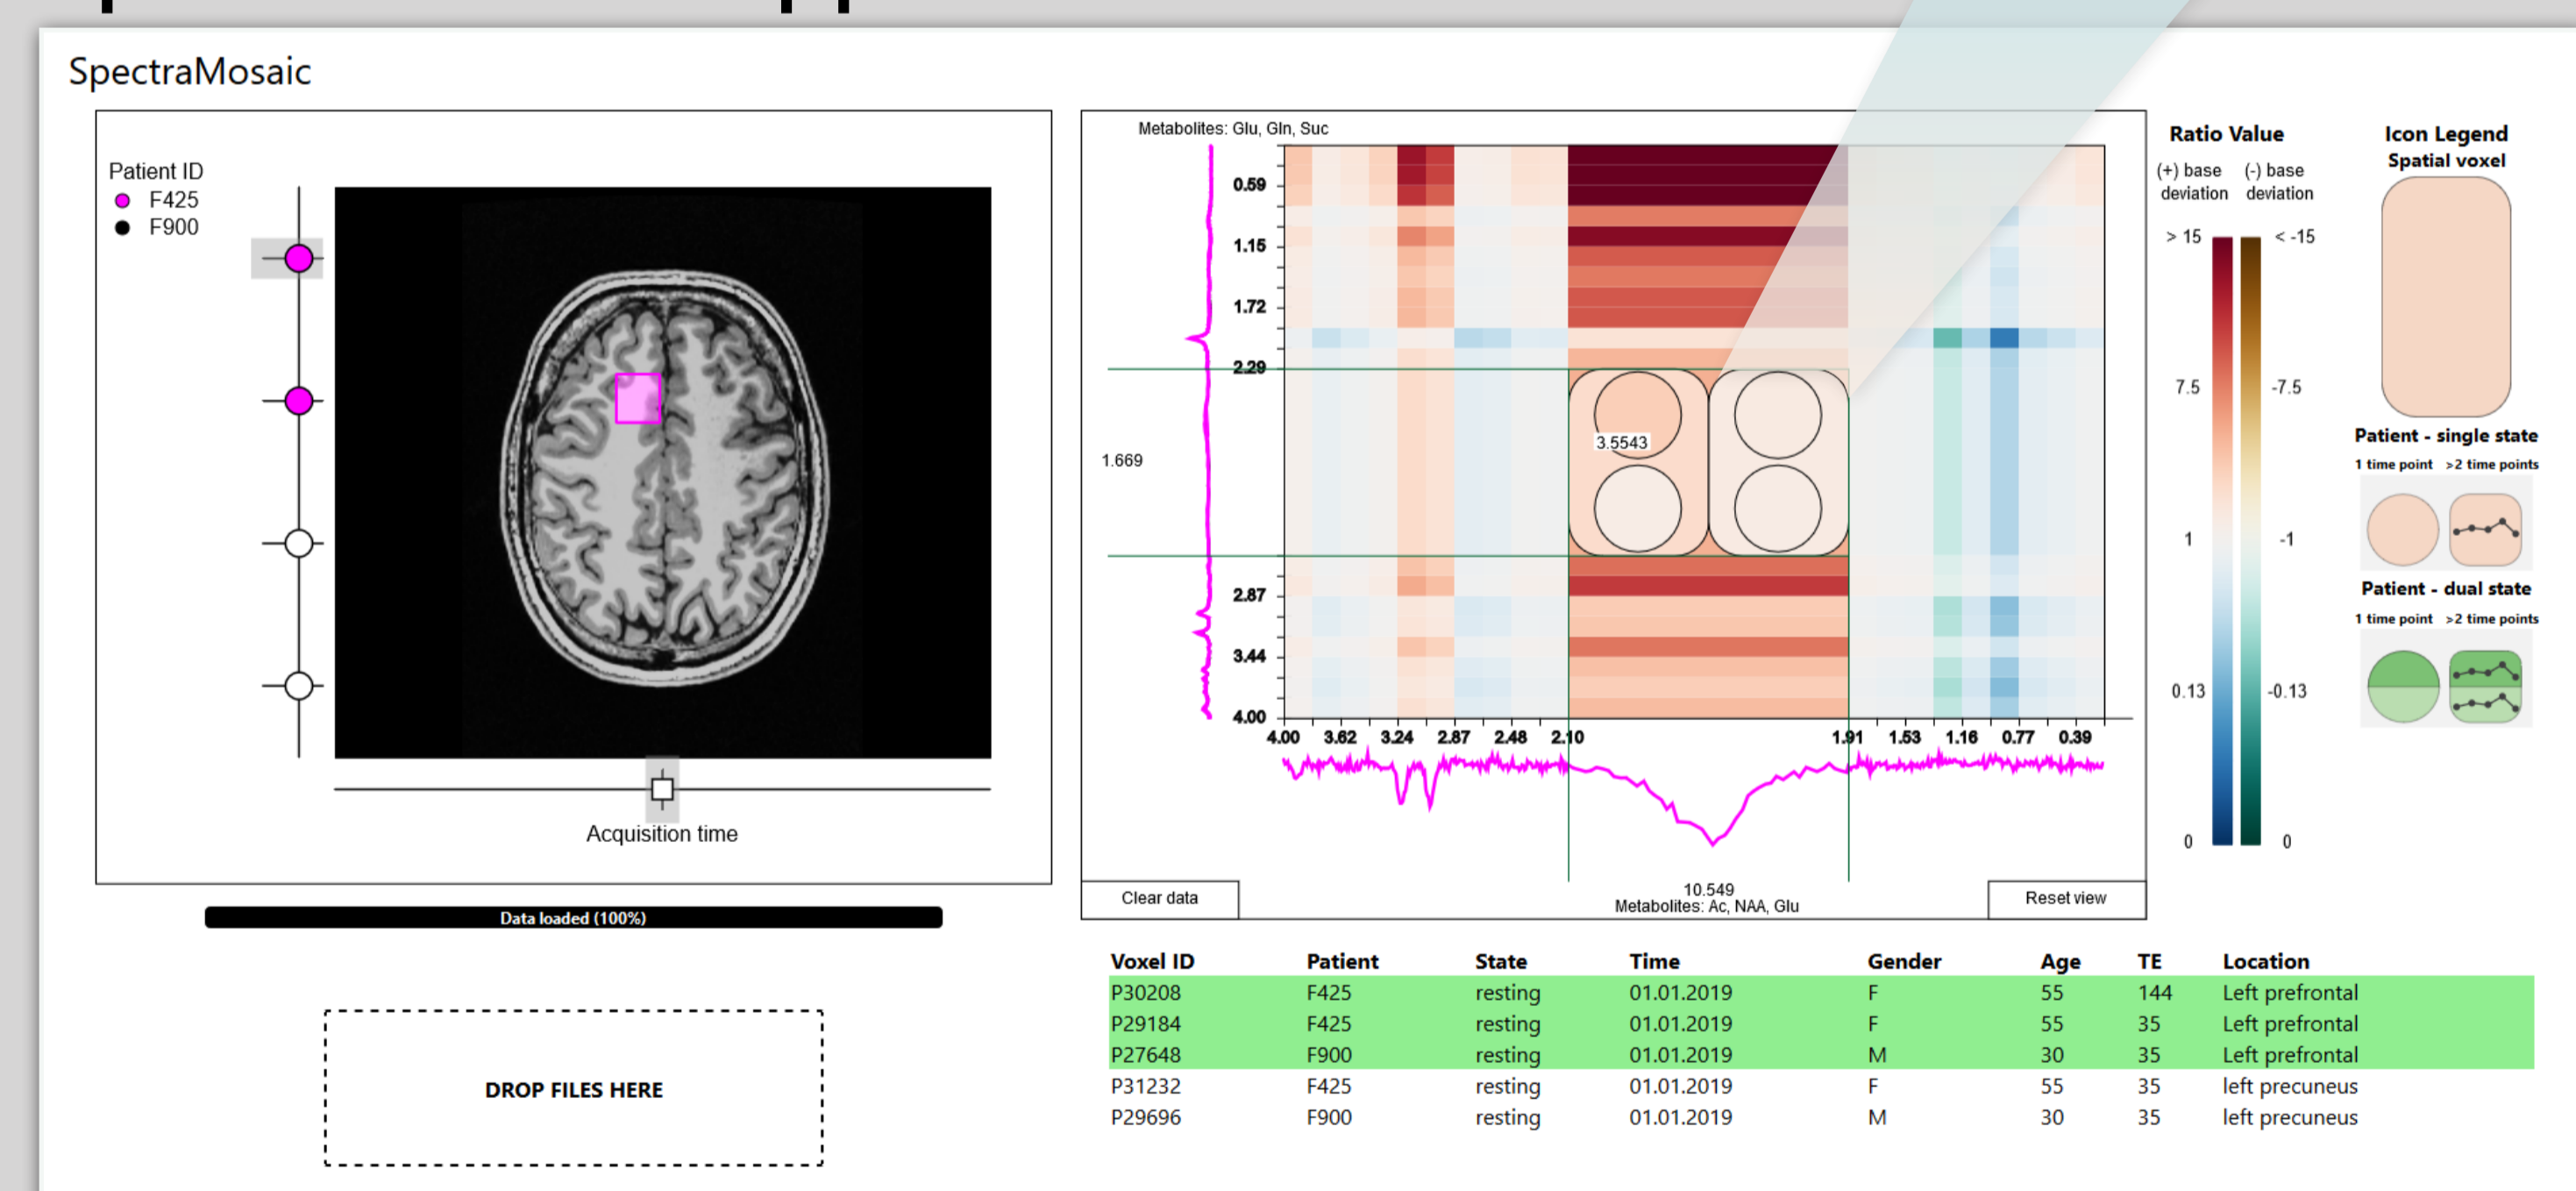 SpectraMosaic
Patient ID
F425
F900
Acquisition time
Data loaded (100%)
DROP FILES HERE
Metabolites: Glu, Gln, Suc
0.59
1.15
1.72
2.29
1.669
3.5543
2.87
3.44
4.00
4.00 3.62 3.24 2.87 2.48 2.10 1.91 1.53 1.16 0.77 0.39
10.549
Metabolites: Ac, NAA, Glu
Clear data
Reset view
Ratio Value
(+) base (-) base
deviation deviation
> 15 < -15
7.5 -7.5
1 -1
0.13 -0.13
0 0
Icon Legend
Spatial voxel
Patient - single state
1 time point >2 time points
Patient - dual state
1 time point >2 time points
Voxel ID Patient State Time Gender Age TE Location
P30208 F425 resting 01.01.2019 F 55 144 Left prefrontal
P29184 F425 resting 01.01.2019 F 55 35 Left prefrontal
P27648 F900 resting 01.01.2019 M 30 35 Left prefrontal
P31232 F425 resting 01.01.2019 F 55 35 left precuneus
P29696 F900 resting 01.01.2019 M 30 35 left precuneus